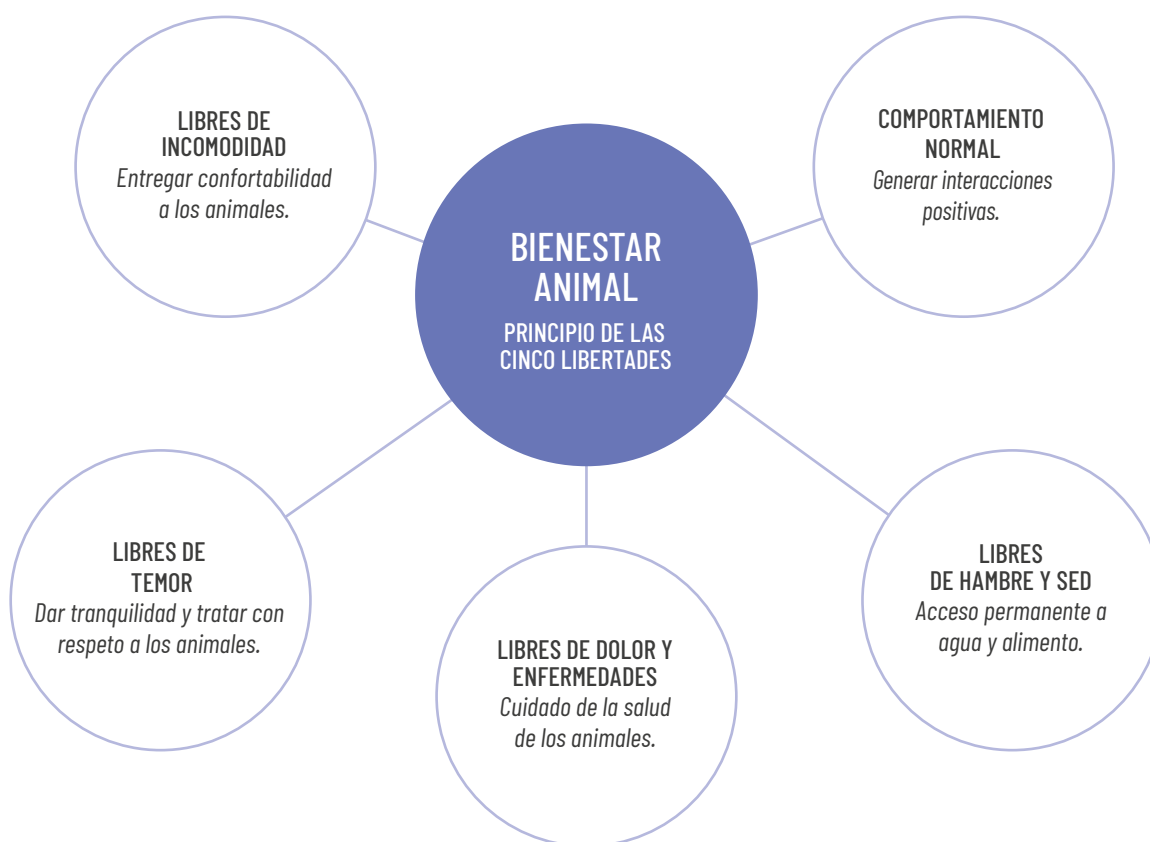 LIBRES DE
INCOMODIDAD
Entregar confortabilidad
a los animales.
COMPORTAMIENTO
NORMAL
Generar interacciones
positivas.
BIENESTAR
ANIMAL
PRINCIPIO DE LAS
CINCO LIBERTADES
LIBRES DE
TEMOR
Dar tranquilidad y tratar con
respeto a los animales.
LIBRES DE DOLOR Y
ENFERMEDADES
Cuidado de la salud
de los animales.
LIBRES
DE HAMBRE Y SED
Acceso permanente a
agua y alimento.